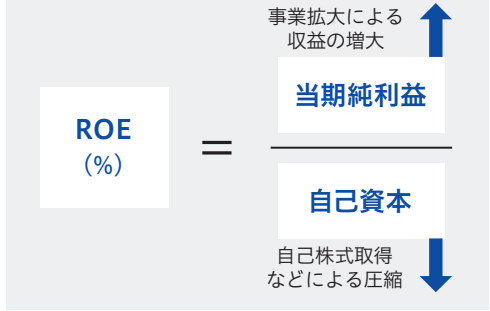 事業拡大による
収益の増大
当期純利益
ROE
(%)
=
自己資本
自己株式取得
などによる圧縮